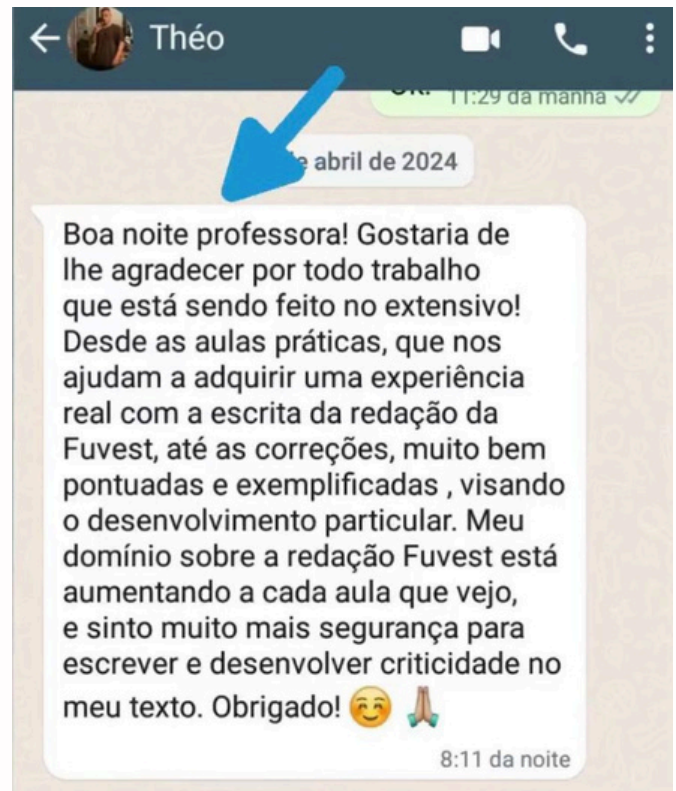 Théo
11:29 da manhã
abril de 2024
Boa noite professora! Gostaria de
lhe agradecer por todo trabalho
que está sendo feito no extensivo!
Desde as aulas práticas, que nos
ajudam a adquirir uma experiência
real com a escrita da redação da
Fuvest, até as correções, muito bem
pontuadas e exemplificadas , visando
o desenvolvimento particular. Meu
domínio sobre a redação Fuvest está
aumentando a cada aula que vejo,
e sinto muito mais segurança para
escrever e desenvolver criticidade no
meu texto. Obrigado! ☺️ 🙏🏼
8:11 da noite